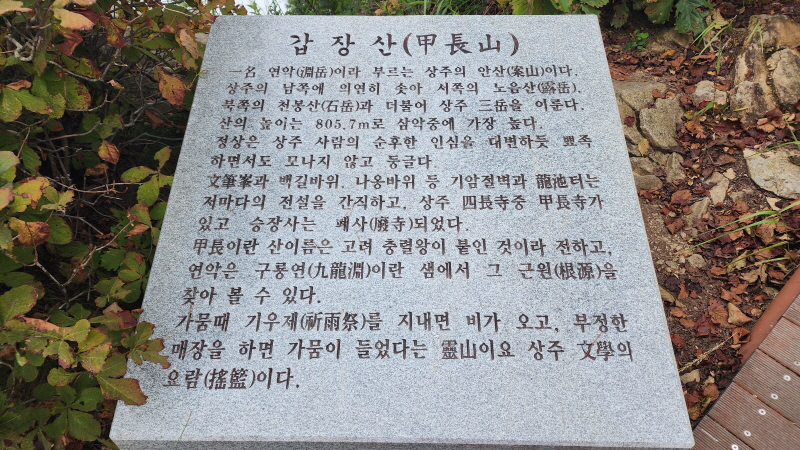 갑장산(甲長山)
一名 연악(淵岳)이라 부르는 상주의 안산(案山)이다.
상주의 남쪽에 의연히 솟아 서쪽의 노음산(露岳),
북쪽의 천봉산(石岳)과 더불어 상주 三岳을 이룬다.
산의 높이는 805.7m로 삼악중에 가장 높다.
정상은 상주 사람의 순후한 인심을 대변하듯 豊족
하면서도 모나지 않고 둥글다.
文筆峯과 백길바위, 나옹바위 등 기암절벽과 龍池터는
저마다의 전설을 간직하고, 상주 四長寺중 甲長寺가
있고 승장사는 폐사(廢寺)되었다.
甲長이란 산이름은 고려 충렬왕이 붙인 것이라 전하고,
연악은 구룡연(九龍淵)이란 샘에서 그 근원(根源)을
찾아 볼 수 있다.
가뭄때 기우제(祈雨祭)를 지내면 비가 오고, 부정한
매장을 하면 가뭄이 들었다는 靈山이요 상주 文學의
요람(搖籃)이다.